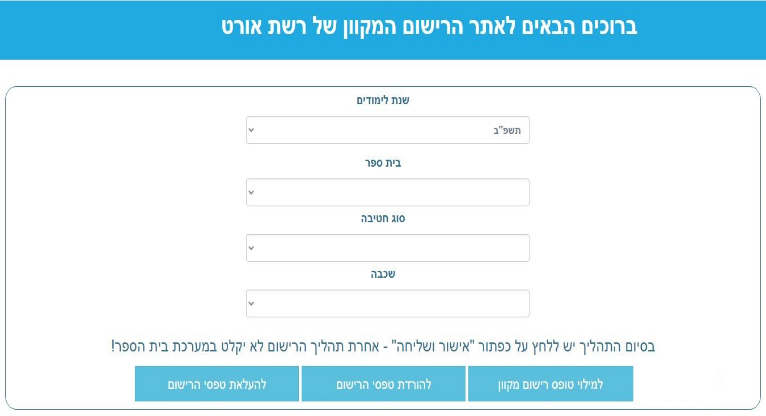 ברוכים הבאים לאתר הרישום המקוון של רשת אורט
שנת לימודים
תשפ"ב
בית ספר
סוג חטיבה
שכבה
בסיום התהליך יש ללחץ על כפתור "אישור ושליחה" - אחרת תהליך הרישום לא יקלט במערכת בית הספר!
למילוי טופס רישום מקוון
להורדת טפסי הרישום
להעלאת טפסי הרישום